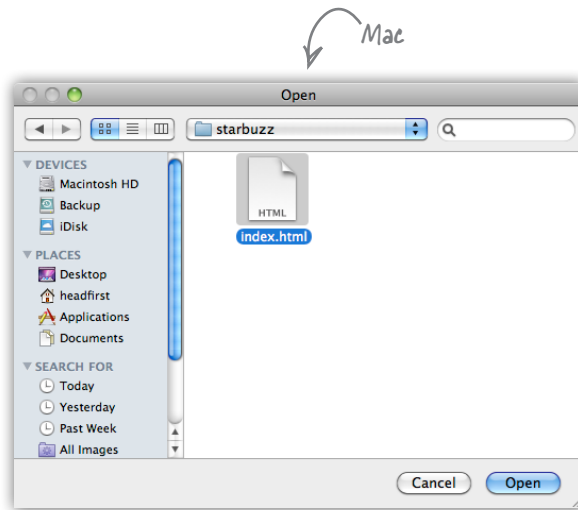 Mac
Open
starbuzz
DEVICES
Macintosh HD
Backup
iDisk
PLACES
Desktop
headfirst
Applications
Documents
SEARCH FOR
Today
Yesterday
Past Week
All Images
HTML
index.html
Cancel
Open